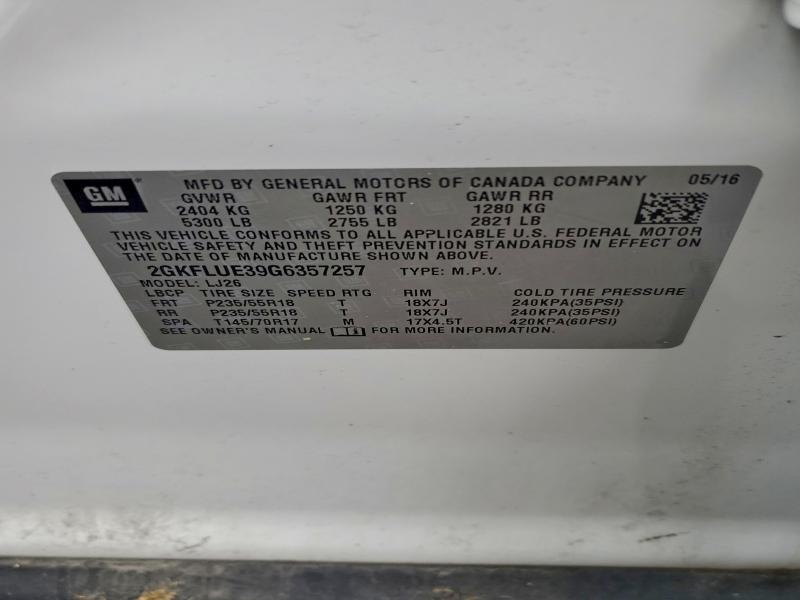 GM
MFD BY GENERAL MOTORS OF CANADA COMPANY 05/16
GVWR GAWR FRT GAWR RR
2404 KG 1250 KG 1280 KG
5300 LB 2755 LB 2821 LB
THIS VEHICLE CONFORMS TO ALL APPLICABLE U.S. FEDERAL MOTOR
VEHICLE SAFETY AND THEFT PREVENTION STANDARDS IN EFFECT ON
THE DATE OF MANUFACTURE SHOWN ABOVE.
2GKFLUE39G6357257 TYPE: M.P.V.
MODEL: LJ26
LBCP TIRE SIZE SPEED RTG RIM COLD TIRE PRESSURE
FRT P235/55R18 T 18X7J 240KPA(35PSI)
RR P235/55R18 T 18X7J 240KPA(35PSI)
SPA T145/70R17 M 17X4.5T 420KPA(60PSI)
SEE OWNER'S MANUAL FOR MORE INFORMATION.